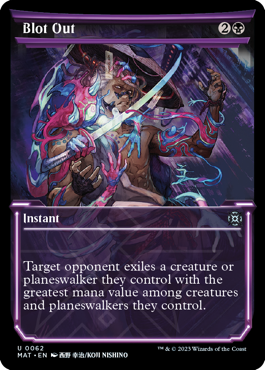 Blot Out 2
Instant
Target opponent exiles a creature or
planeswalker they control with the
greatest mana value among creatures
and planeswalkers they control.
U 0062
MAT • EN 西野 幸治/KOJI NISHINO ™ & © 2023 Wizards of the Coast